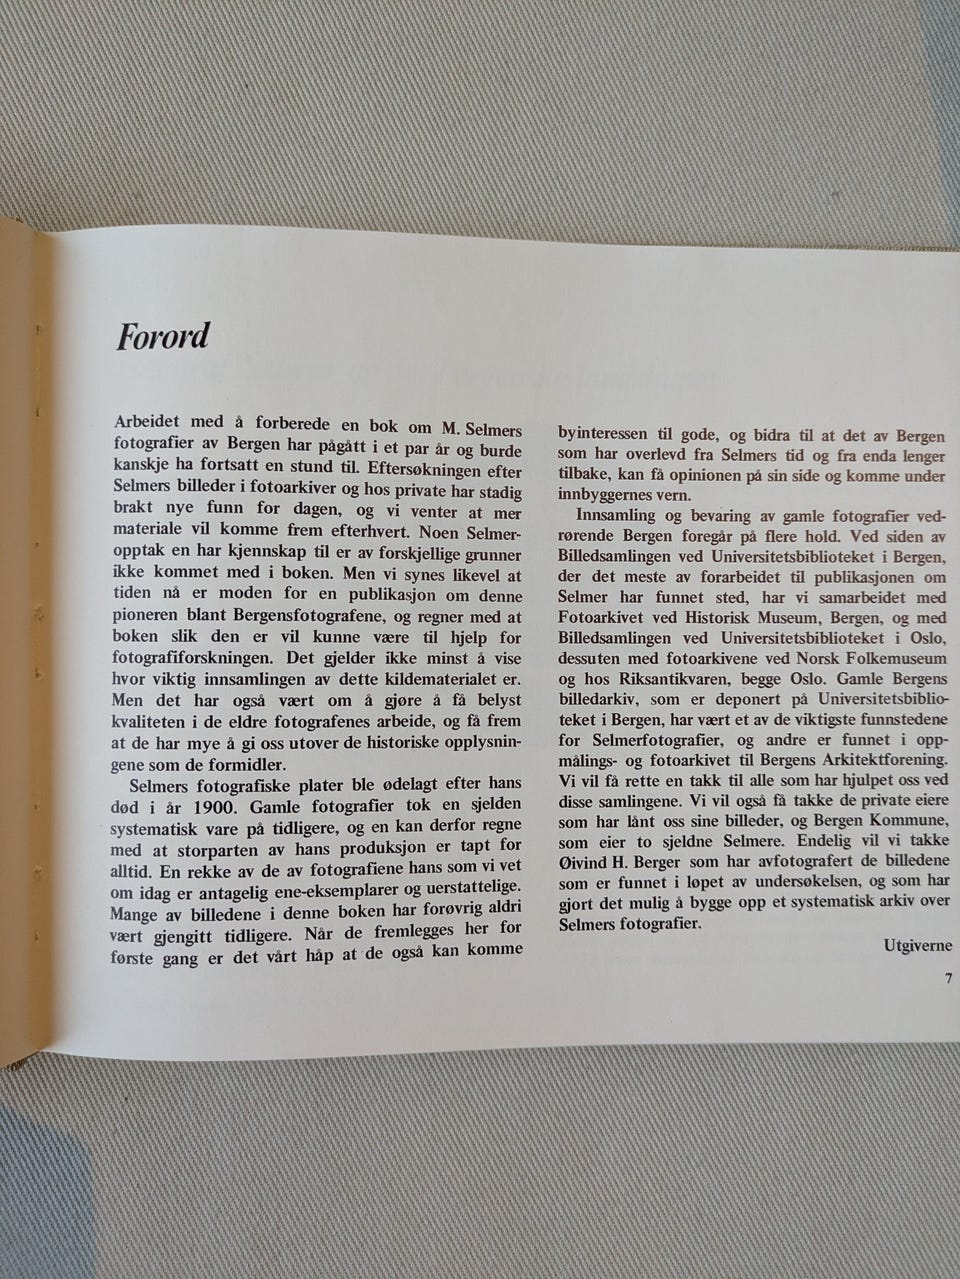 Forord
Arbeidet med å forberede en bok om M. Selmers
fotografier av Bergen har pågått i et par år og burde
kanskje ha fortsatt en stund til. Eftersøkningen efter
Selmers billeder i fotoarkiver og hos private har stadig
brakt nye funn for dagen, og vi venter at mer
materiale vil komme frem efterhvert. Noen Selmer-
opptak en har kjennskap til er av forskjellige grunner
ikke kommet med i boken. Men vi synes likevel at
tiden nå er moden for en publikasjon om denne
pioneren blant Bergensfotografene, og regner med at
boken slik den er vil kunne være til hjelp for
fotografiforskningen. Det gjelder ikke minst å vise
hvor viktig innsamlingen av dette kildematerialet er.
Men det har også vært om å gjøre å få belyst
kvaliteten i de eldre fotografenes arbeide, og få frem
at de har mye å gi oss utover de historiske opplysnin-
gene som de formidler.
Selmers fotografiske plater ble ødelagt efter hans
død i år 1900. Gamle fotografier tok en sjelden
systematisk vare på tidligere, og en kan derfor regne
med at storparten av hans produksjon er tapt for
alltid. En rekke av de av fotografiene hans som vi vet
om idag er antagelig ene-eksemplarer og uerstattelige.
Mange av billedene i denne boken har forøvrig aldri
vært gjengitt tidligere. Når de fremlegges her for
første gang er det vårt håp at de også kan komme
byinteressen til gode, og bidra til at det av Bergen
som har overlevd fra Selmers tid og fra enda lenger
tilbake, kan få opinionen på sin side og komme under
innbyggernes vern.
Innsamling og bevaring av gamle fotografier ved-
rørende Bergen foregår på flere hold. Ved siden av
Billedsamlingen ved Universitetsbiblioteket i Bergen,
der det meste av forarbeidet til publikasjonen om
Selmer har funnet sted, har vi samarbeidet med
Fotoarkivet ved Historisk Museum, Bergen, og med
Billedsamlingen ved Universitetsbiblioteket i Oslo,
dessuten med fotoarkivene ved Norsk Folkemuseum
og hos Riksantikvaren, begge Oslo. Gamle Bergens
billedarkiv, som er deponert på Universitetsbiblio-
teket i Bergen, har vært et av de viktigste funnstedene
for Selmerfotografier, og andre er funnet i opp-
målings- og fotoarkivet til Bergens Arkitektforening.
Vi vil få rette en takk til alle som har hjulpet oss ved
disse samlingene. Vi vil også få takke de private eiere
som har lånt oss sine billeder, og Bergen Kommune,
som eier to sjeldne Selmere. Endelig vil vi takke
Øivind H. Berger som har avfotografert de billedene
som er funnet i løpet av undersøkelsen, og som har
gjort det mulig å bygge opp et systematisk arkiv over
Selmers fotografier.
Utgiverne
7